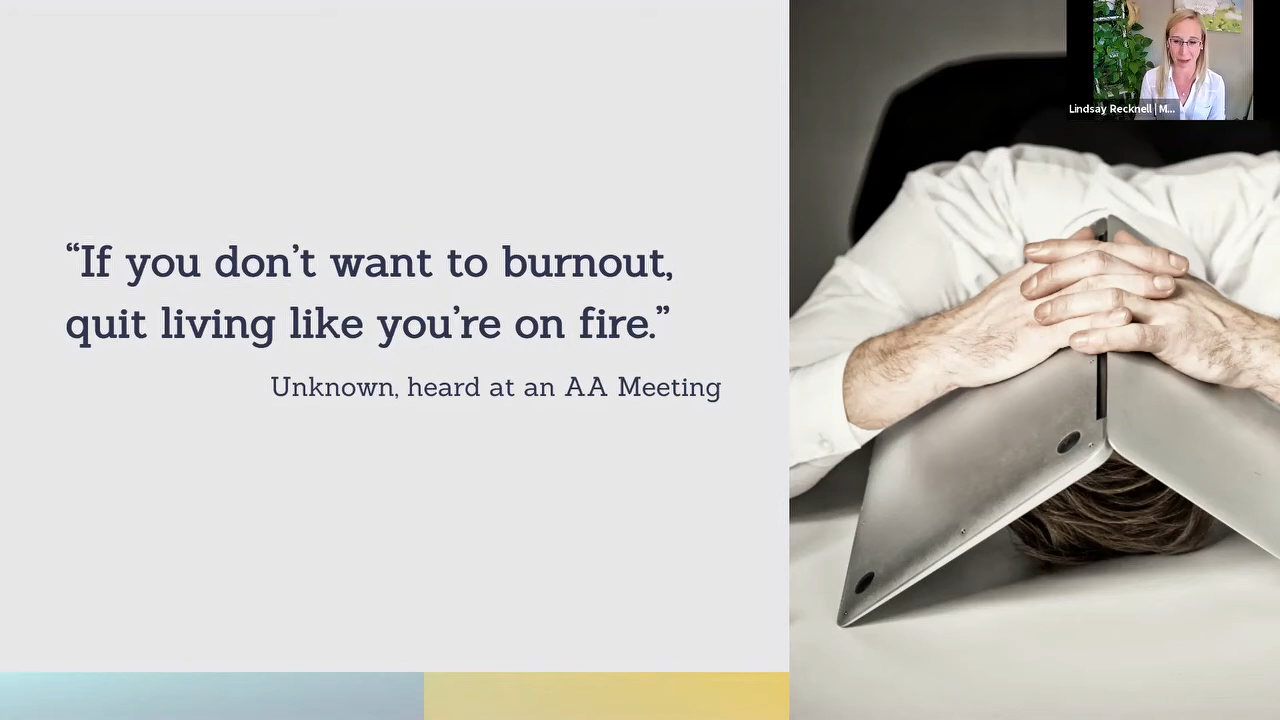 “If you don’t want to burnout,
quit living like you’re on fire.”
Unknown, heard at an AA Meeting
Lindsay Recknell | M...